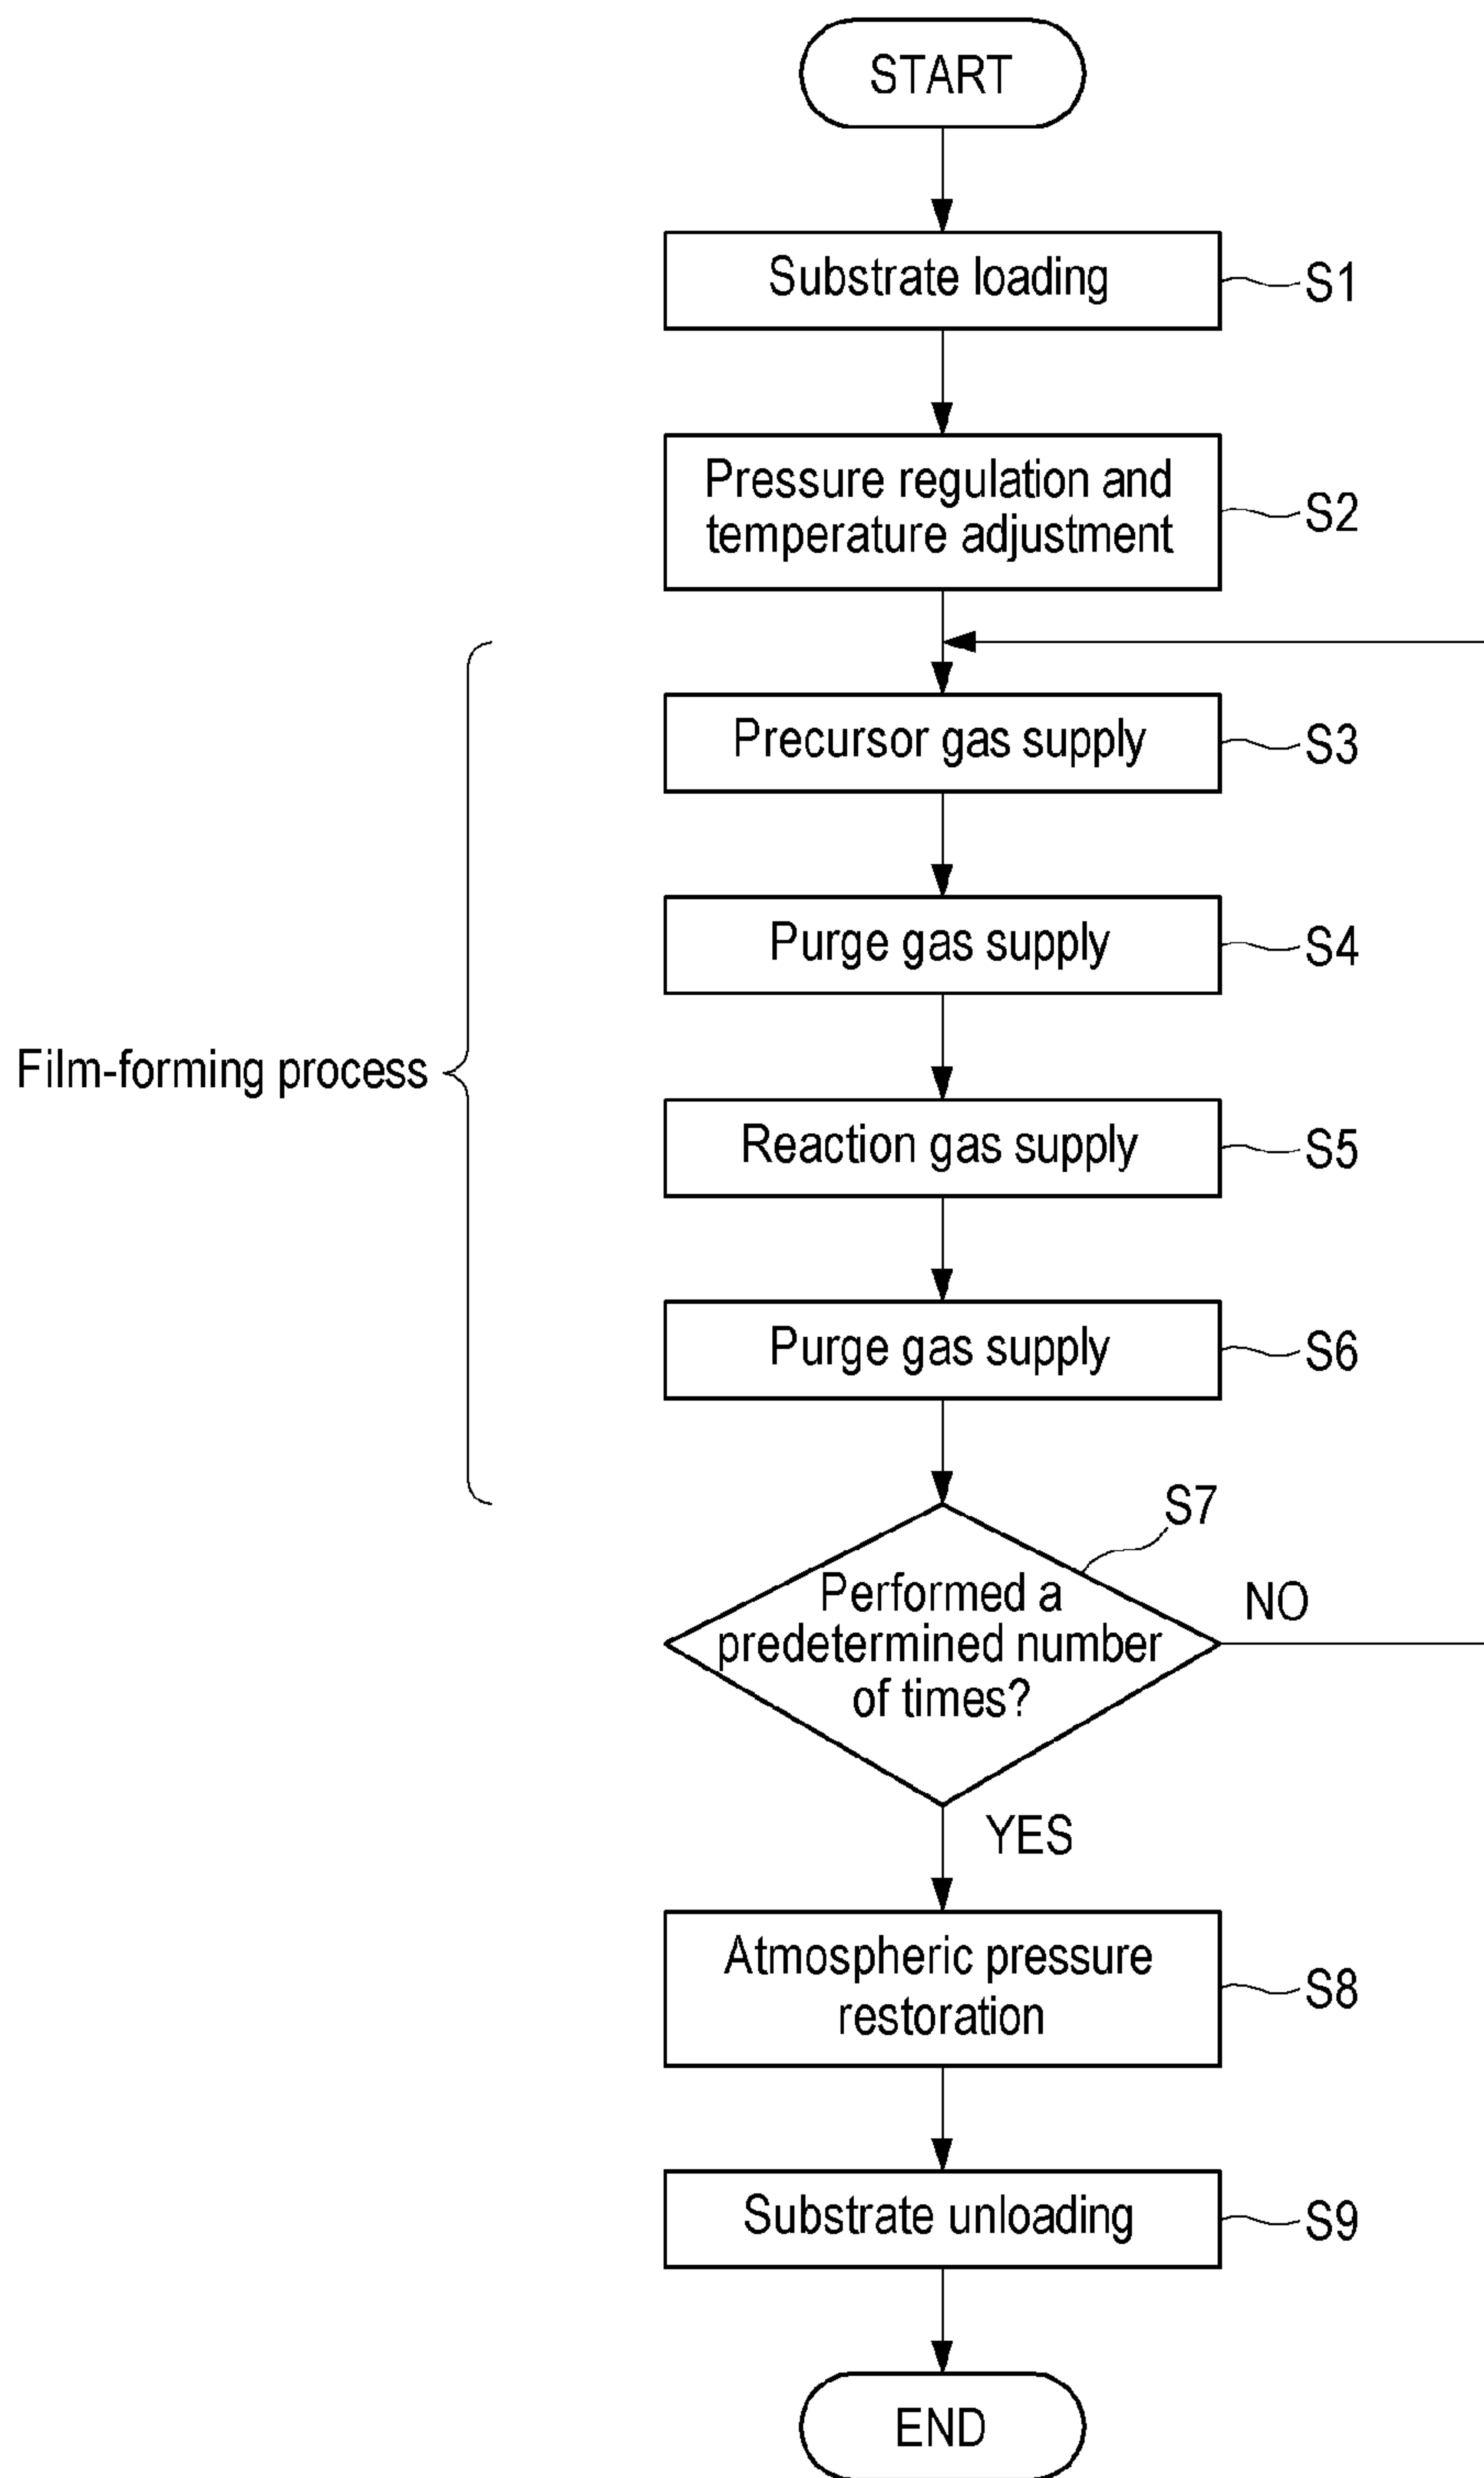 START
Substrate loading
S1
Pressure regulation and
temperature adjustment
S2
Precursor gas supply
S3
Purge gas supply
S4
Film-forming process
Reaction gas supply
S5
Purge gas supply
S6
S7
Performed a
predetermined number
of times?
NO
YES
Atmospheric pressure
restoration
S8
Substrate unloading
S9
END